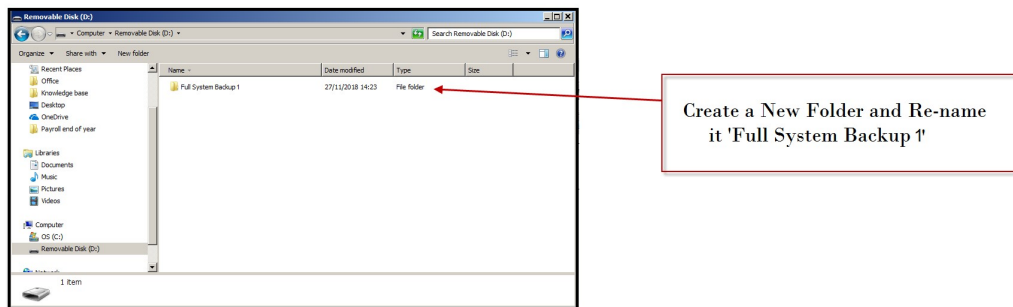 Removable Disk (D:)
Computer Removable Disk (D:) Search Removable Disk (D:)
Organize Share with New folder
Recent Places Name Date modified Type Size
Office Full System Backup 1 27/11/2018 14:23 File folder
Knowledge base
Desktop
OneDrive
Payroll end of year
Libraries
Documents
Music
Pictures
Videos
Computer
OS (C:)
Removable Disk (D:)
1 item
Create a New Folder and Re-name
it 'Full System Backup 1'